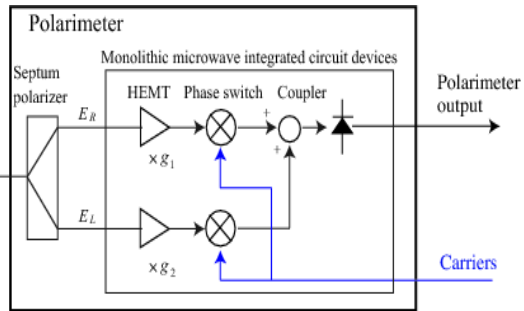 Polarimeter
Monolithic microwave integrated circuit devices
Septum
polarizer
HEMT Phase switch Coupler
Polarimeter
output
E_R
+
+
×g_1
E_L
×g_2
Carriers